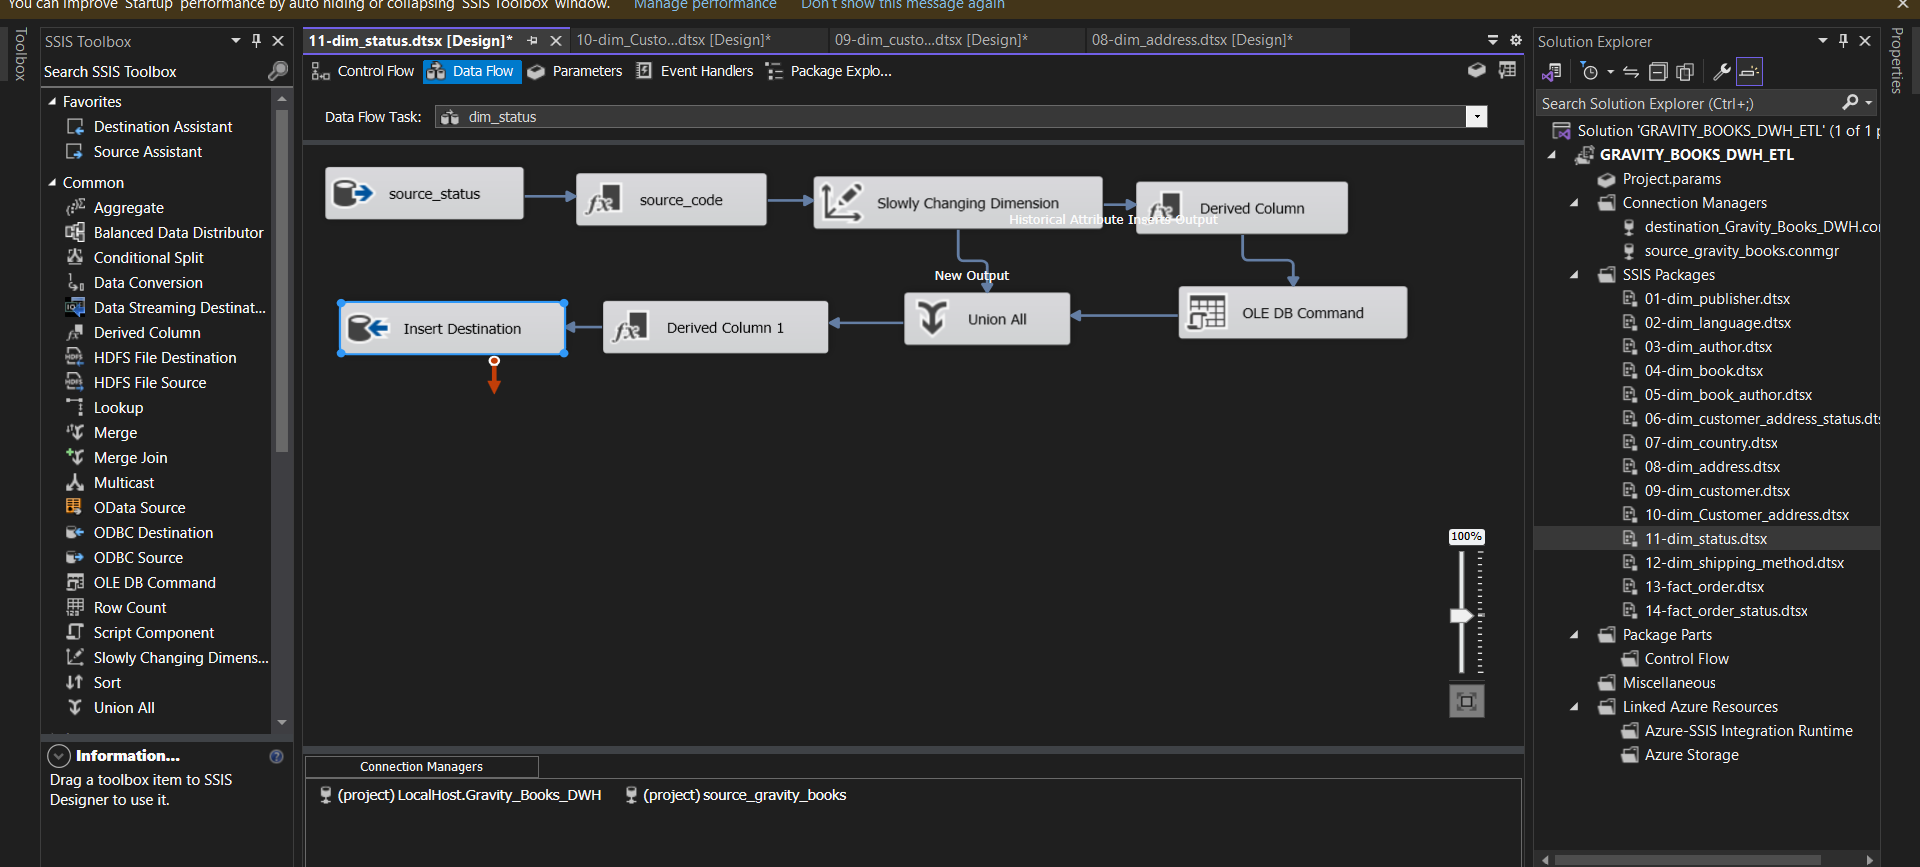 You can improve 'Startup' performance by auto hiding or collapsing 'SSIS Toolbox' window. Manage performance Don't show this message again
Toolbox
SSIS Toolbox
Search SSIS Toolbox
Favorites
Destination Assistant
Source Assistant
Common
Aggregate
Balanced Data Distributor
Conditional Split
Data Conversion
Data Streaming Destinat...
Derived Column
HDFS File Destination
HDFS File Source
Lookup
Merge
Merge Join
Multicast
OData Source
ODBC Destination
ODBC Source
OLE DB Command
Row Count
Script Component
Slowly Changing Dimens...
Sort
Union All
Information...
Drag a toolbox item to SSIS
Designer to use it.
11-dim_status.dtsx [Design]* 10-dim_Custo...dtsx [Design]* 09-dim_custo...dtsx [Design]* 08-dim_address.dtsx [Design]*
Control Flow Data Flow Parameters Event Handlers Package Explo...
Data Flow Task: dim_status
source_status
source_code
Slowly Changing Dimension
Derived Column
Historical Attribute Inserts Output
New Output
Insert Destination
Derived Column 1
Union All
OLE DB Command
100%
Connection Managers
(project) LocalHost.Gravity_Books_DWH (project) source_gravity_books
Solution Explorer
Search Solution Explorer (Ctrl+;)
Solution 'GRAVITY_BOOKS_DWH_ETL' (1 of 1 p
GRAVITY_BOOKS_DWH_ETL
Project.params
Connection Managers
destination_Gravity_Books_DWH.co
source_gravity_books.conmgr
SSIS Packages
01-dim_publisher.dtsx
02-dim_language.dtsx
03-dim_author.dtsx
04-dim_book.dtsx
05-dim_book_author.dtsx
06-dim_customer_address_status.dts
07-dim_country.dtsx
08-dim_address.dtsx
09-dim_customer.dtsx
10-dim_Customer_address.dtsx
11-dim_status.dtsx
12-dim_shipping_method.dtsx
13-fact_order.dtsx
14-fact_order_status.dtsx
Package Parts
Control Flow
Miscellaneous
Linked Azure Resources
Azure-SSIS Integration Runtime
Azure Storage
Properties